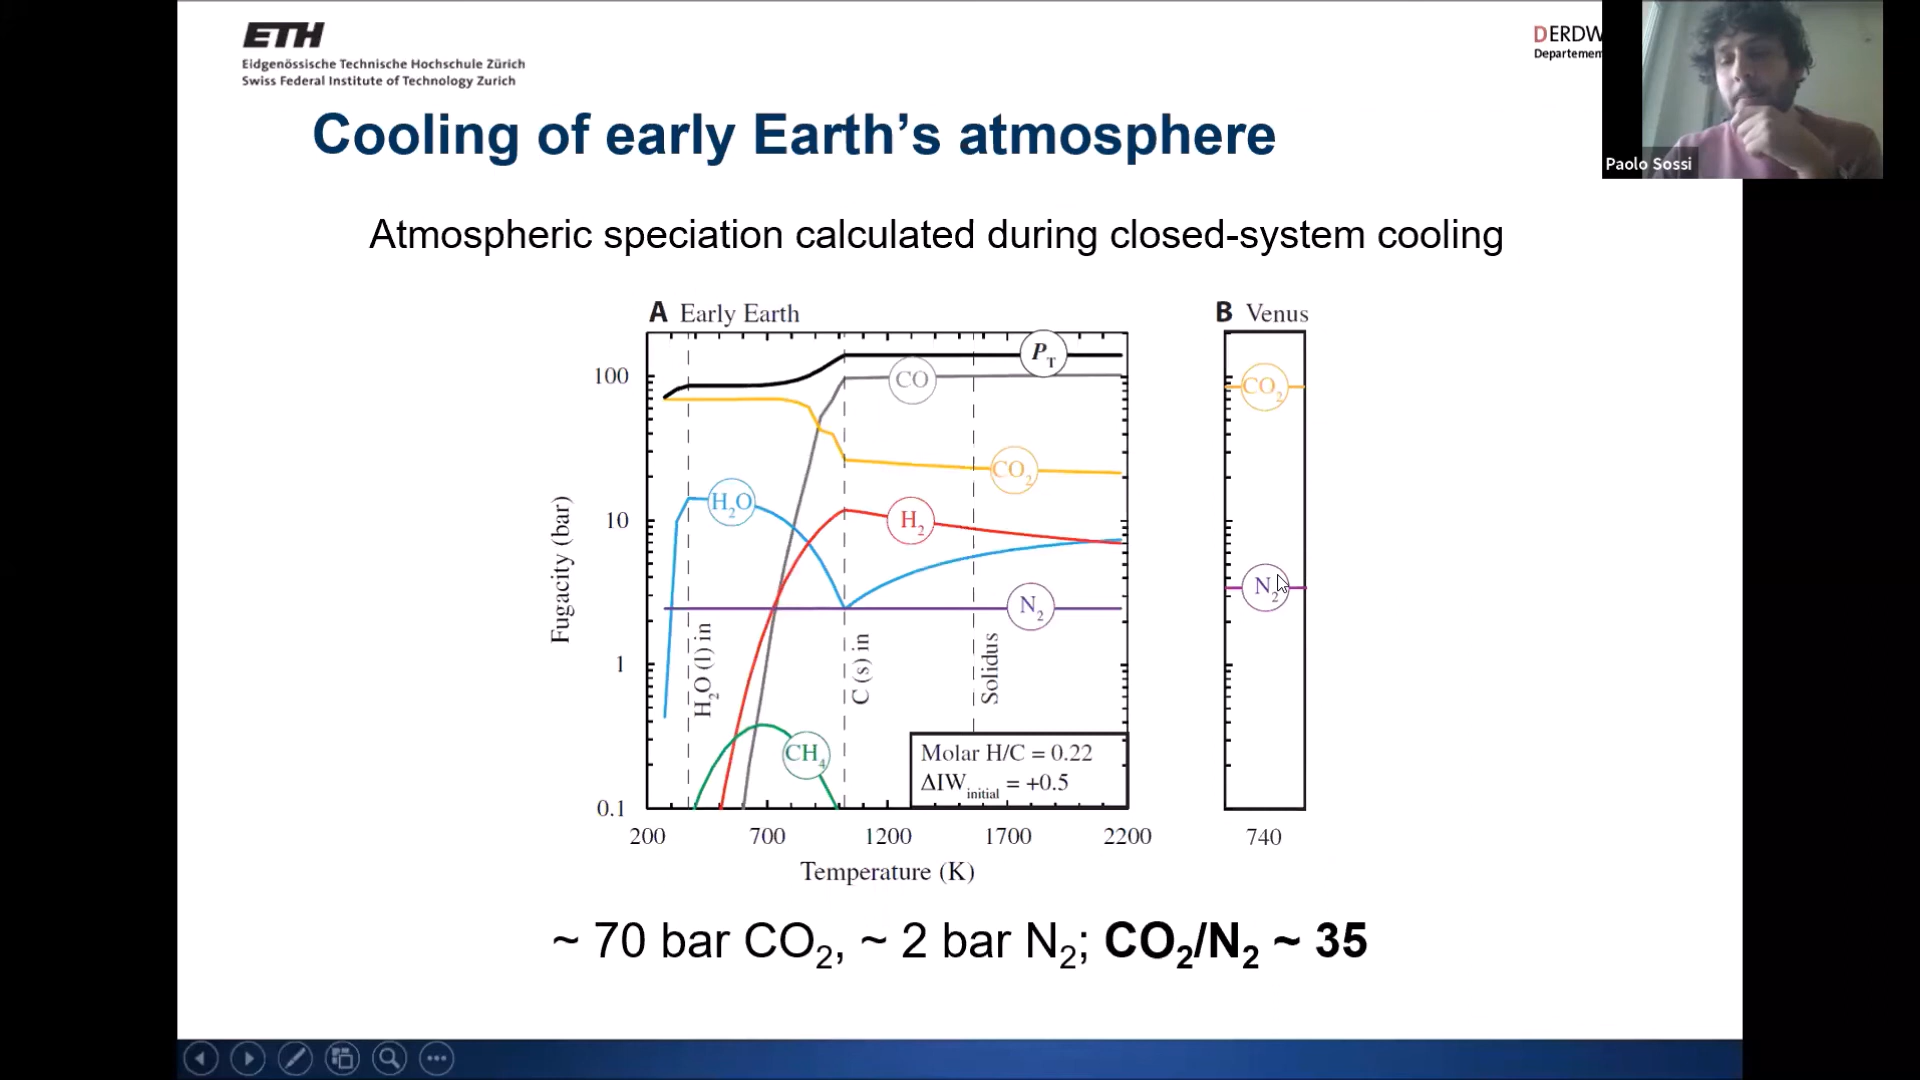 ETH
Eidgenössische Technische Hochschule Zürich
Swiss Federal Institute of Technology Zurich
DERDW
Departemen
Paolo Sossi
Cooling of early Earth’s atmosphere
Atmospheric speciation calculated during closed-system cooling
A Early Earth
B Venus
Fugacity (bar)
100
10
1
0.1
P_T
CO
CO₂
H₂O
H₂
N₂
CH₄
H₂O (l) in
C (s) in
Solidus
Molar H/C = 0.22
ΔIW_initial = +0.5
200 700 1200 1700 2200
Temperature (K)
CO₂
N₂
740
~ 70 bar CO₂, ~ 2 bar N₂; CO₂/N₂ ~ 35